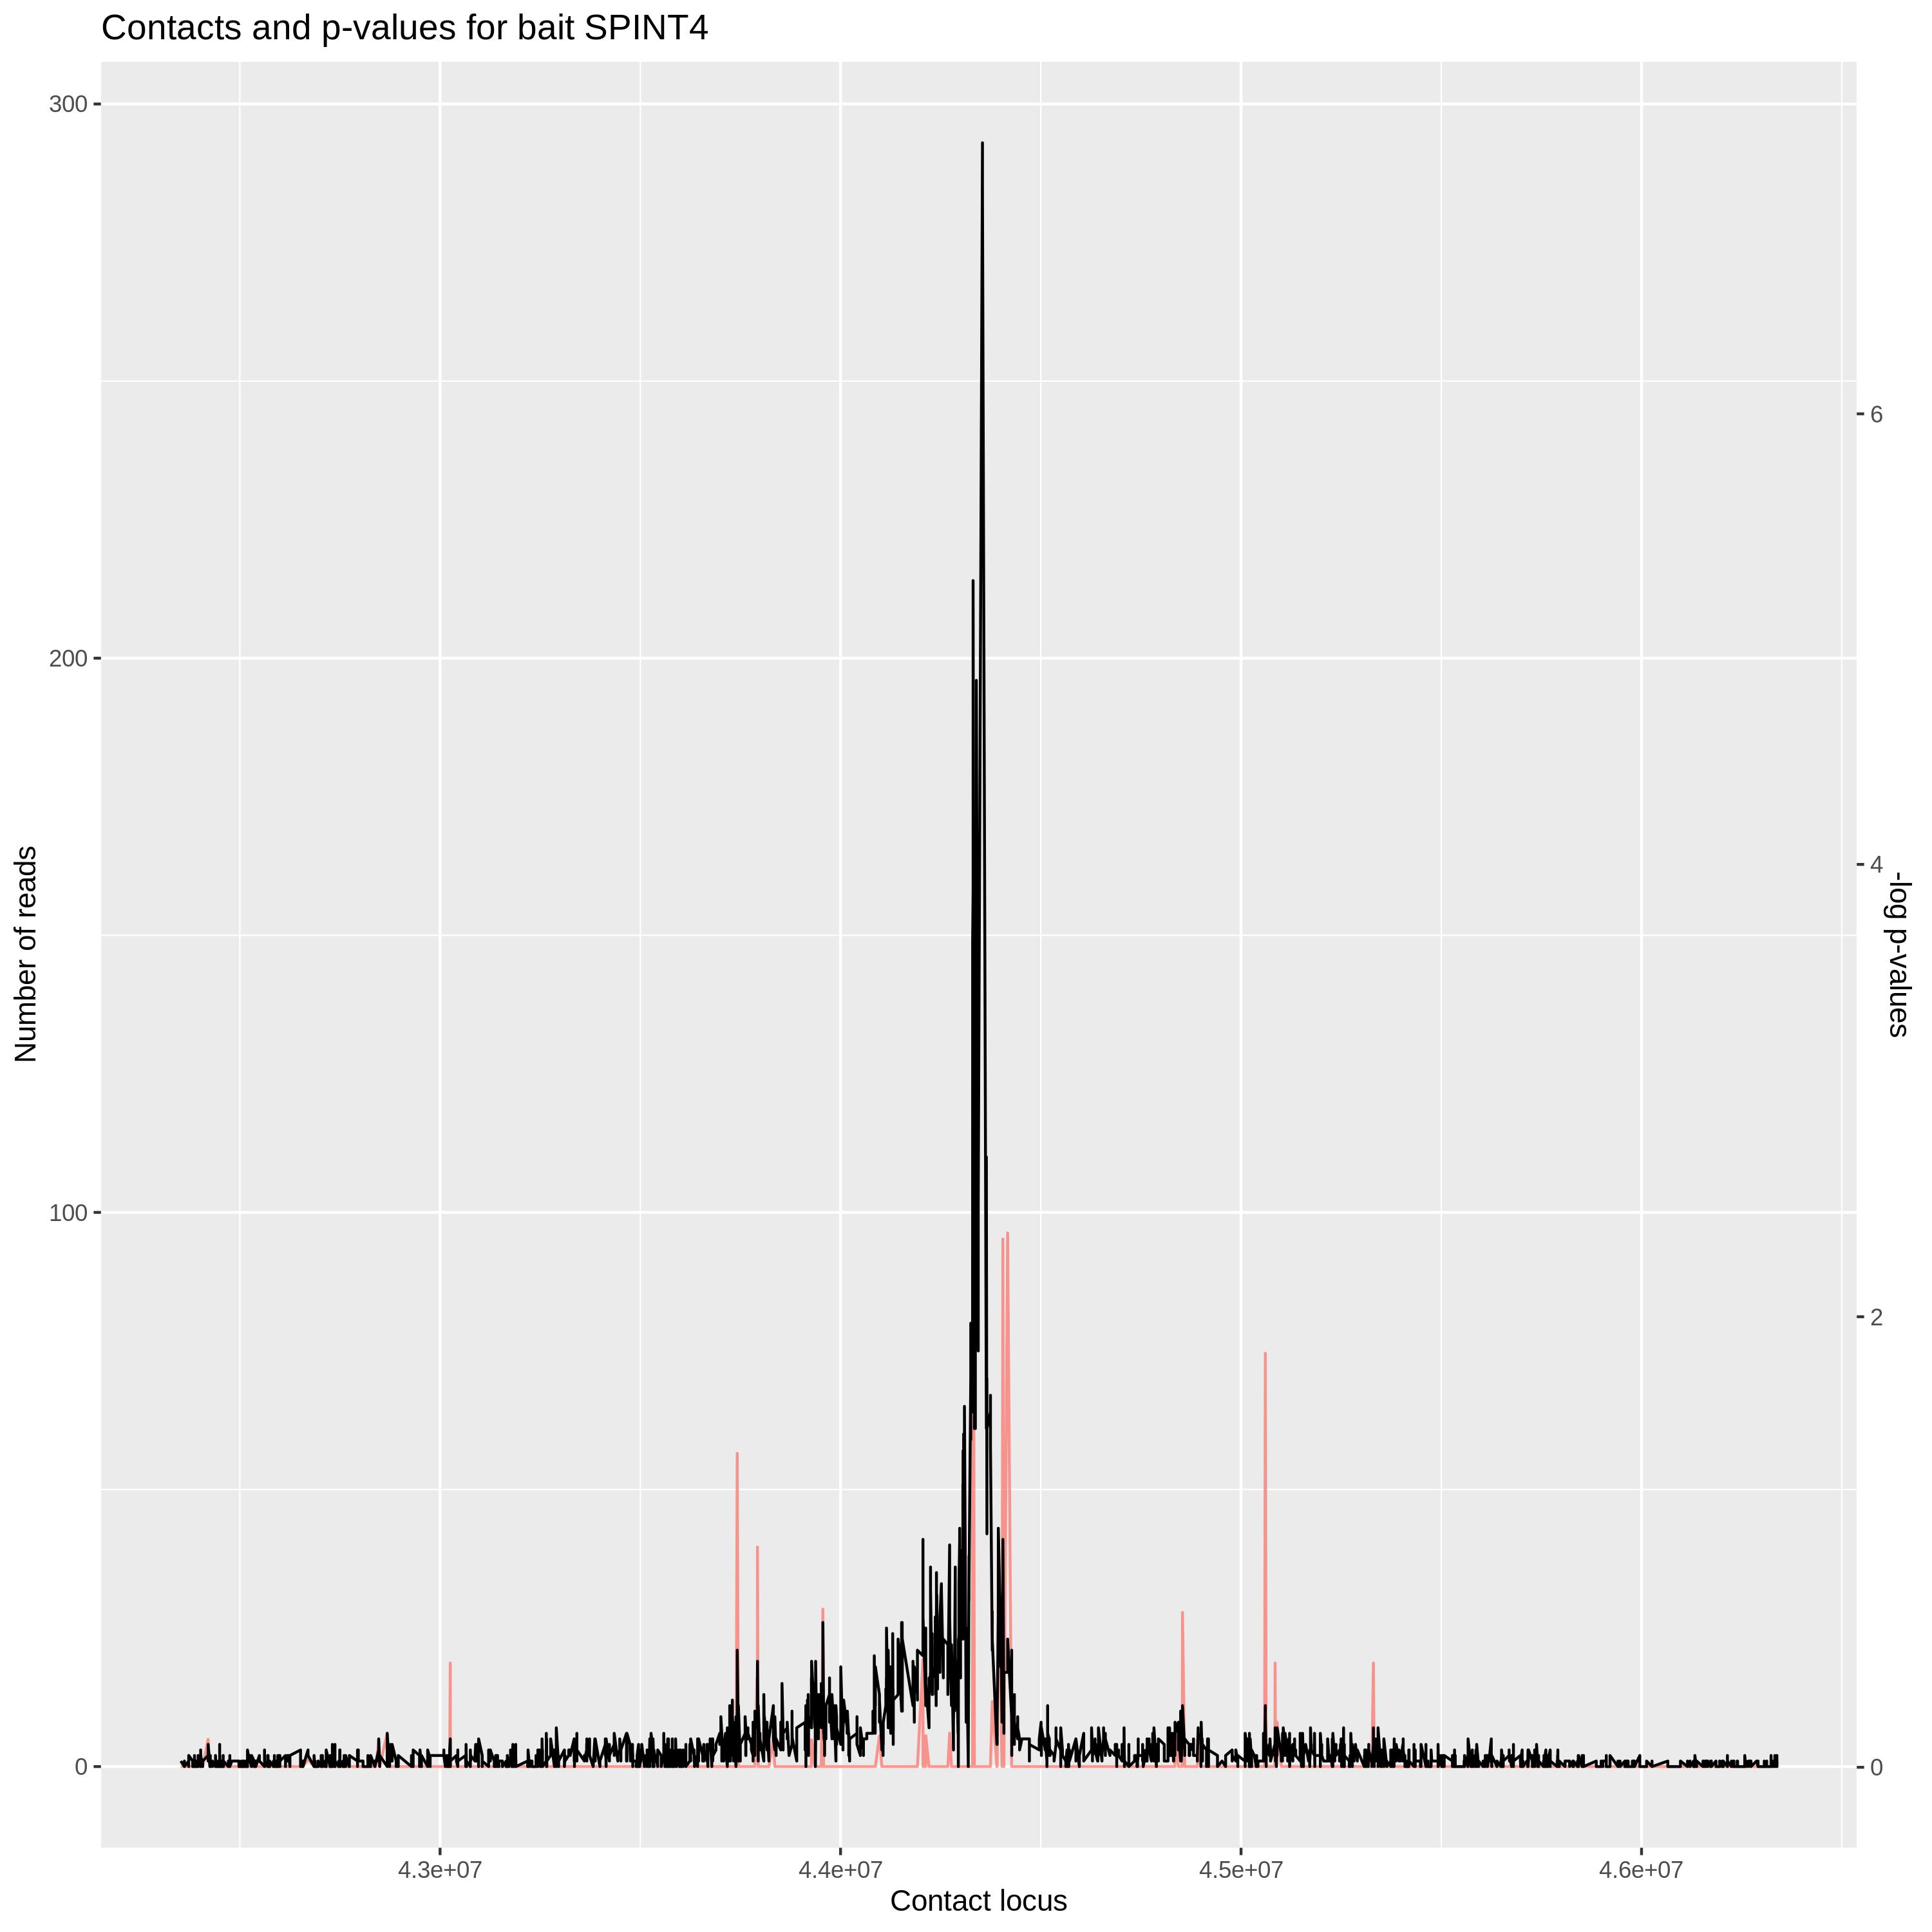 Contacts and p-values for bait SPINT4
300
200
100
0
Number of reads
6
4
2
0
-log p-values
4.3e+07
4.4e+07
4.5e+07
4.6e+07
Contact locus